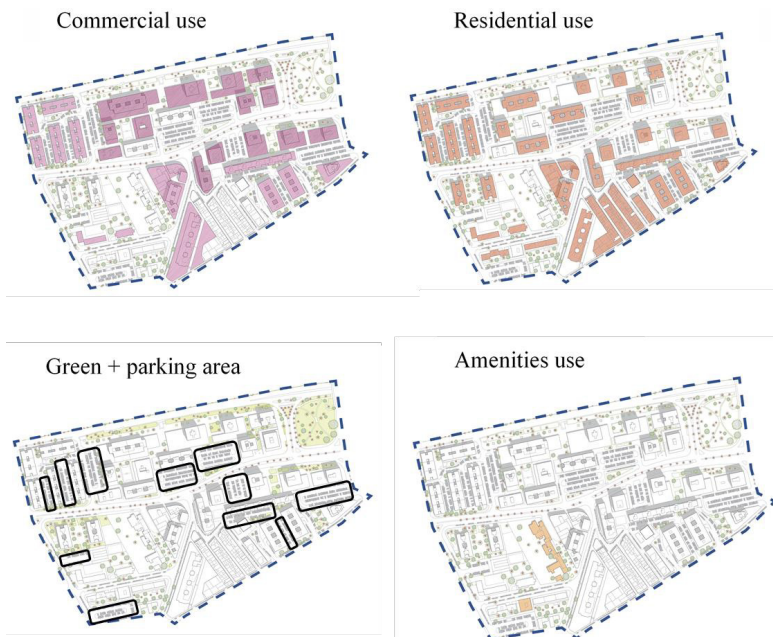 Commercial use
Residential use
Green + parking area
Amenities use